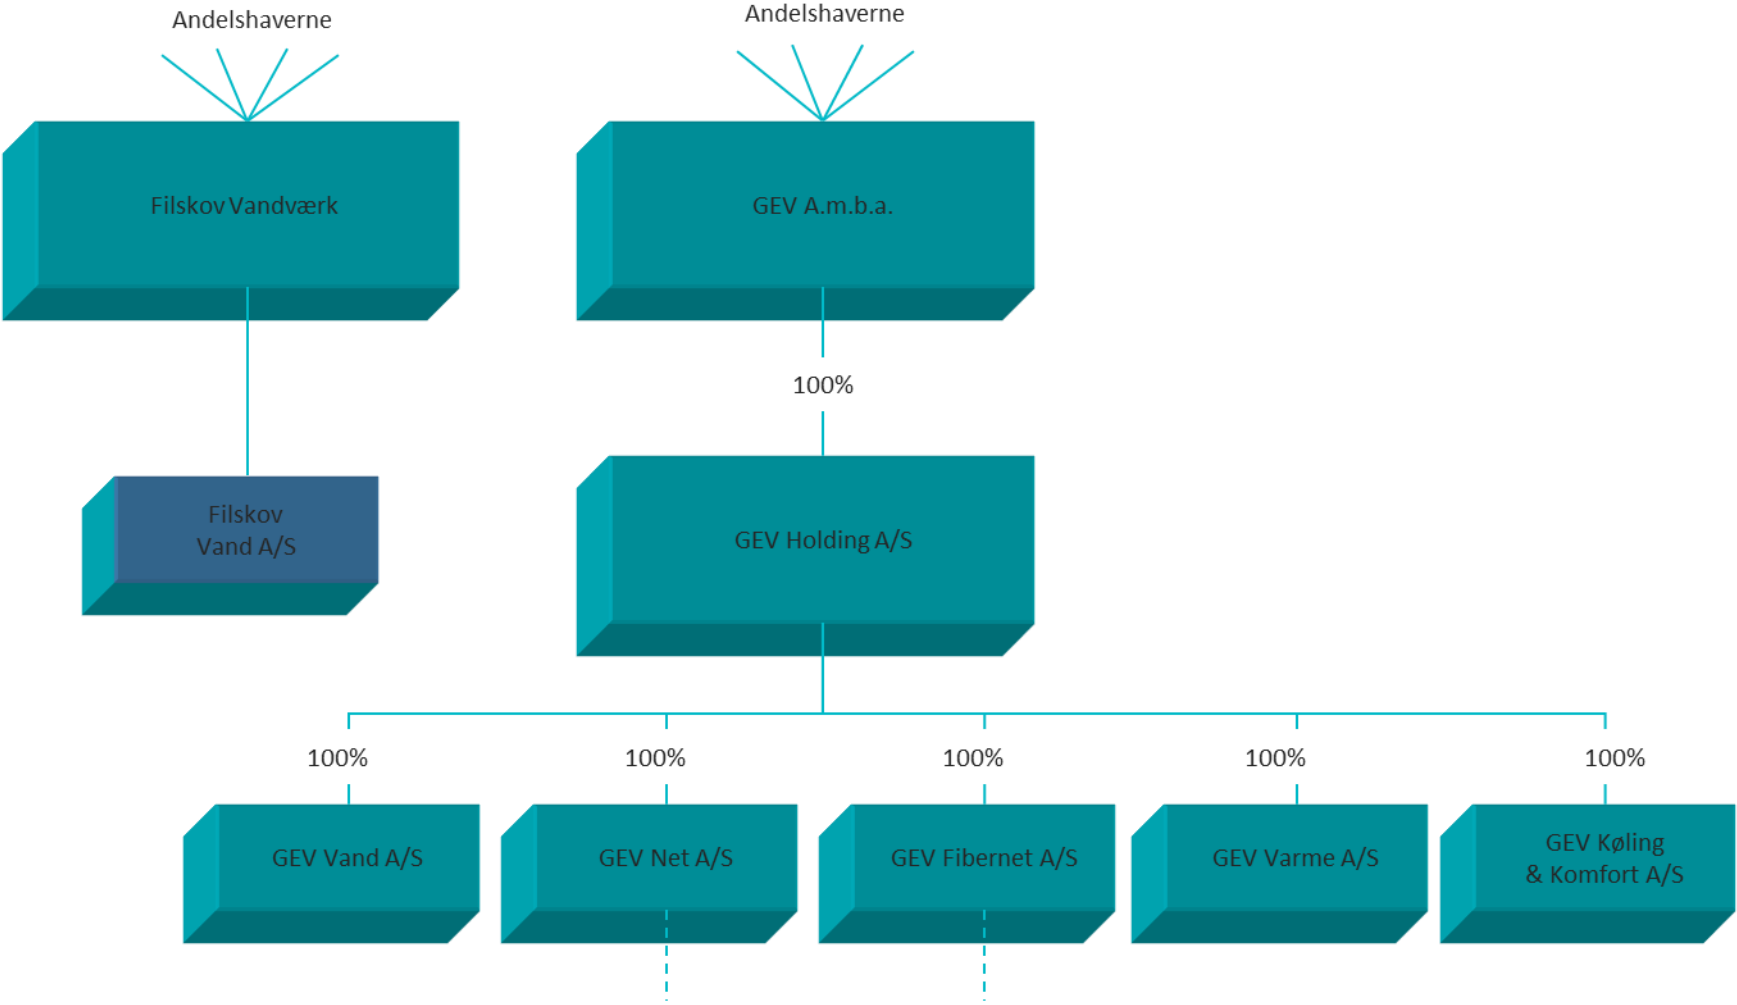 Andelshaverne
Andelshaverne
Filskov Vandværk
GEV A.m.b.a.
100%
Filskov
Vand A/S
GEV Holding A/S
100%
100%
100%
100%
100%
GEV Vand A/S
GEV Net A/S
GEV Fibernet A/S
GEV Varme A/S
GEV Køling
& Komfort A/S